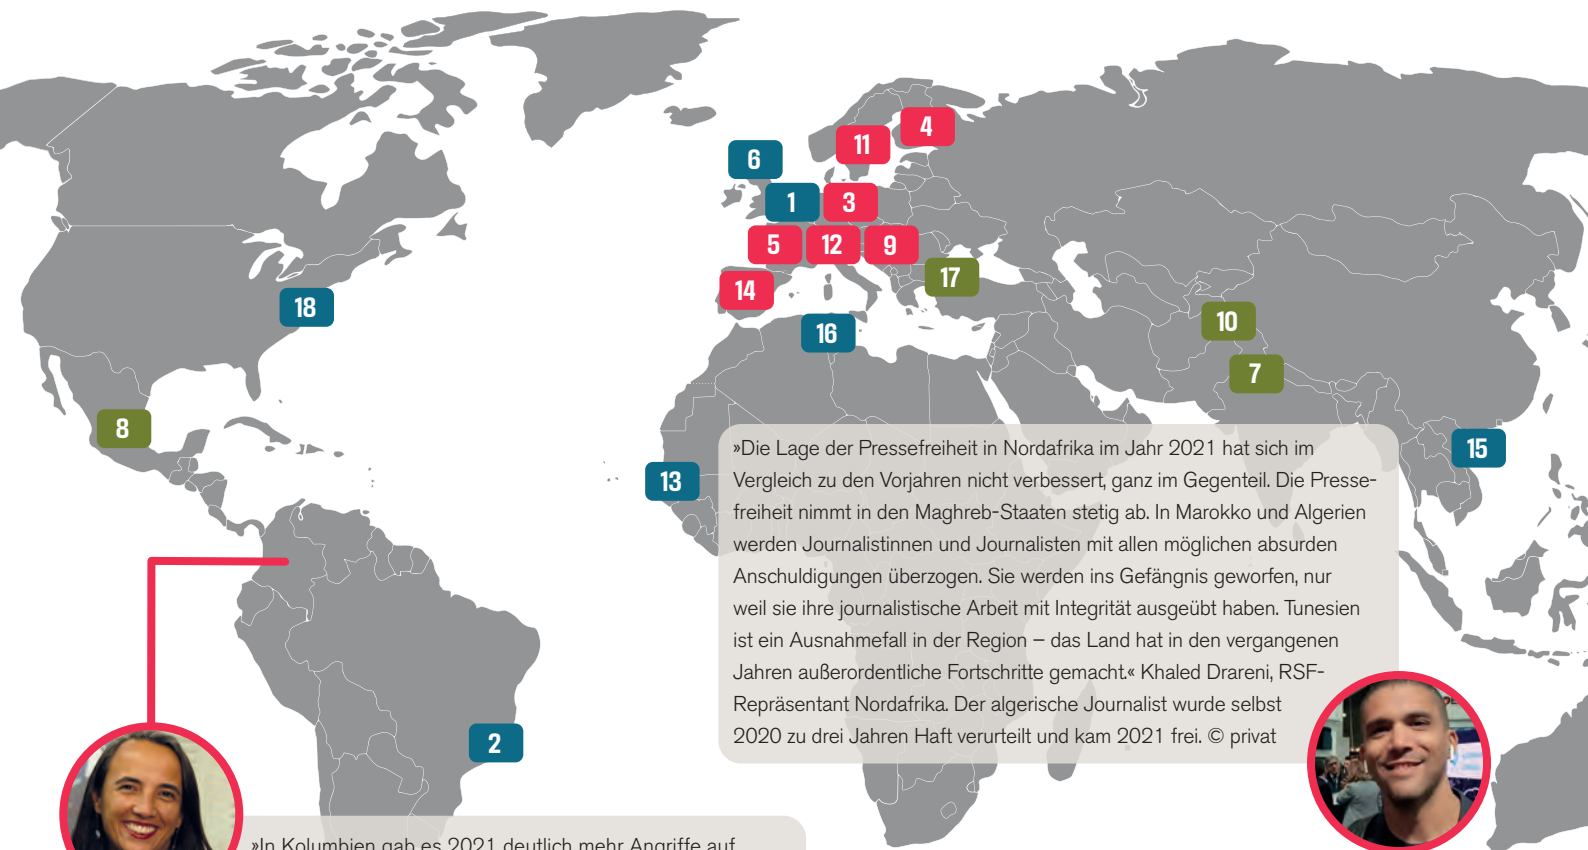 4
11
6
1
3
5
12
9
17
14
18
10
16
7
8
15
13
»Die Lage der Pressefreiheit in Nordafrika im Jahr 2021 hat sich im
Vergleich zu den Vorjahren nicht verbessert, ganz im Gegenteil. Die Presse-
freiheit nimmt in den Maghreb-Staaten stetig ab. In Marokko und Algerien
werden Journalistinnen und Journalisten mit allen möglichen absurden
Anschuldigungen überzogen. Sie werden ins Gefängnis geworfen, nur
weil sie ihre journalistische Arbeit mit Integrität ausgeübt haben. Tunesien
ist ein Ausnahmefall in der Region – das Land hat in den vergangenen
Jahren außerordentliche Fortschritte gemacht.« Khaled Drareni, RSF-
Repräsentant Nordafrika. Der algerische Journalist wurde selbst
2020 zu drei Jahren Haft verurteilt und kam 2021 frei. © privat
2
»In Kolumbien gab es 2021 deutlich mehr Angriffe auf